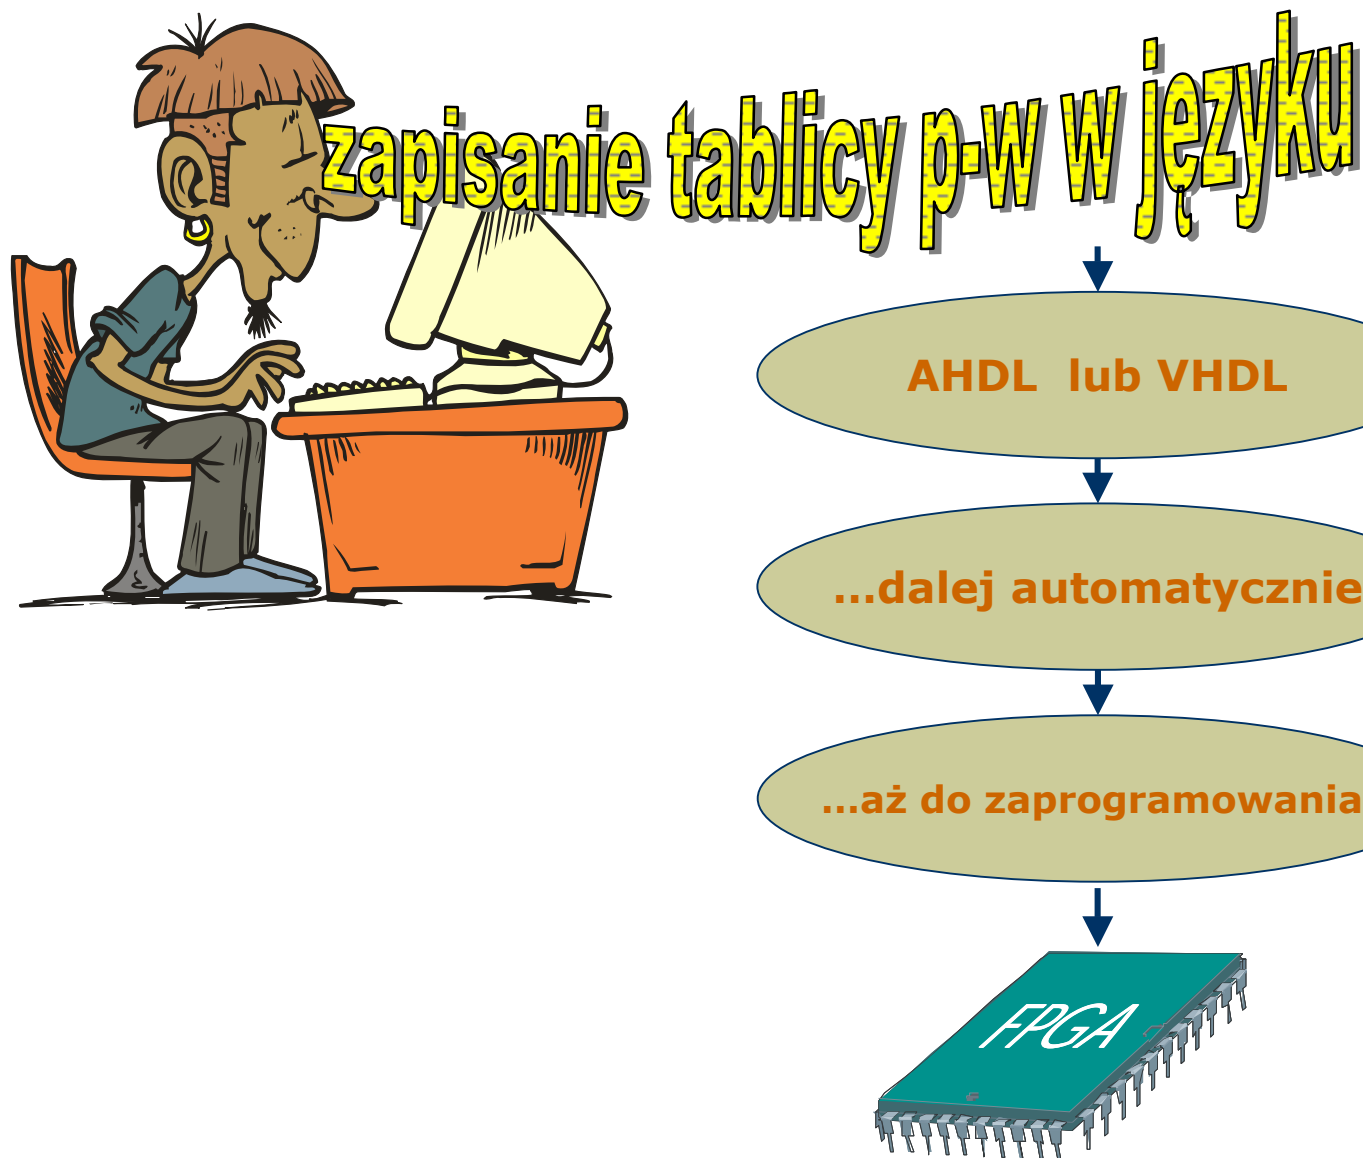 zapisanie tablicy p-w w języku
AHDL lub VHDL
...dalej automatycznie
...aż do zaprogramowania
FPGA